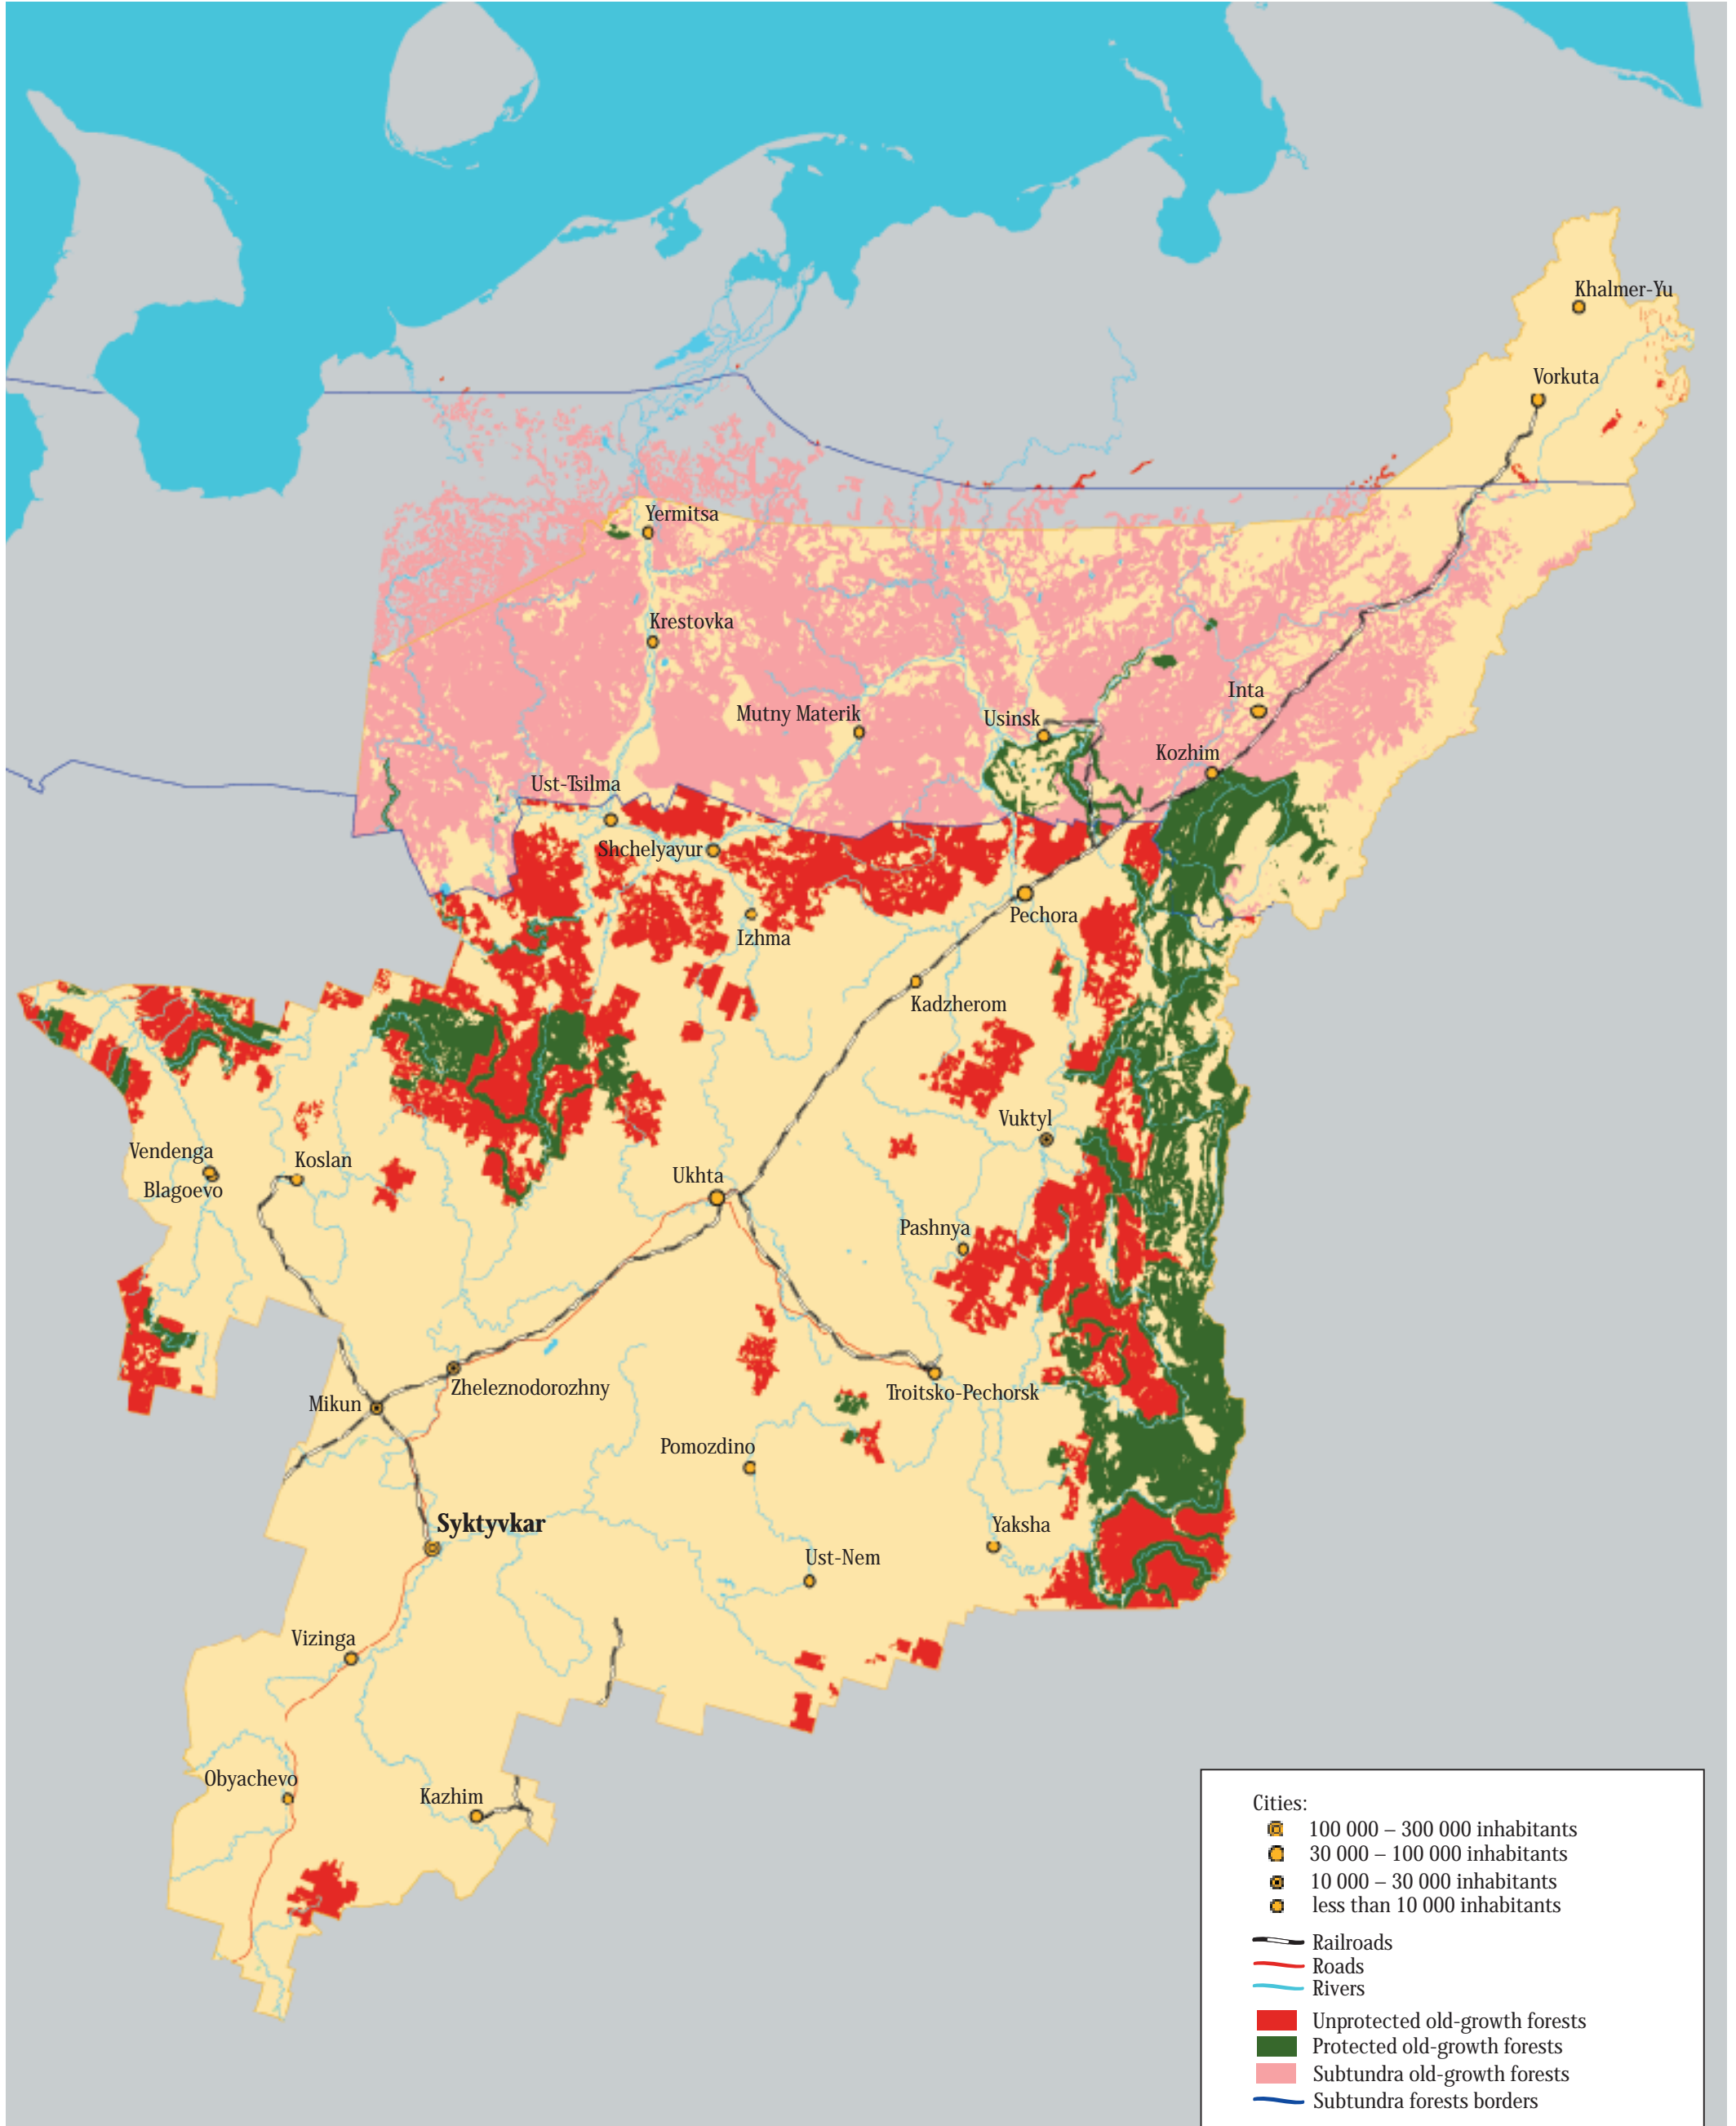 Khalmer-Yu
Vorkuta
Yermitsa
Krestovka
Inta
Mutny Materik
Usinsk
Kozhim
Ust-Tsilma
Shchelyayur
Pechora
Izhma
Kadzherom
Vuktyl
Vendenga
Koslan
Blagoevo
Ukhta
Pashnya
Zheleznodorozhny
Troitsko-Pechorsk
Mikun
Pomozdino
Syktyvkar
Yaksha
Ust-Nem
Vizinga
Obyachevo
Kazhim
Cities:
100 000 – 300 000 inhabitants
30 000 – 100 000 inhabitants
10 000 – 30 000 inhabitants
less than 10 000 inhabitants
Railroads
Roads
Rivers
Unprotected old-growth forests
Protected old-growth forests
Subtundra old-growth forests
Subtundra forests borders